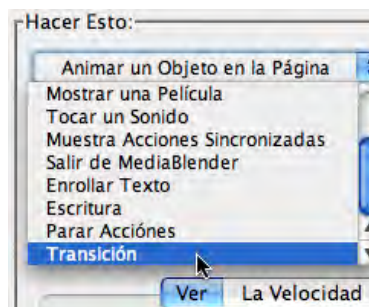 Hacer Esto:
Animar un Objeto en la Página
Mostrar una Película
Tocar un Sonido
Muestra Acciones Sincronizadas
Salir de MediaBlender
Enrollar Texto
Escritura
Parar Acciónes
Transición
Ver La Velocidad